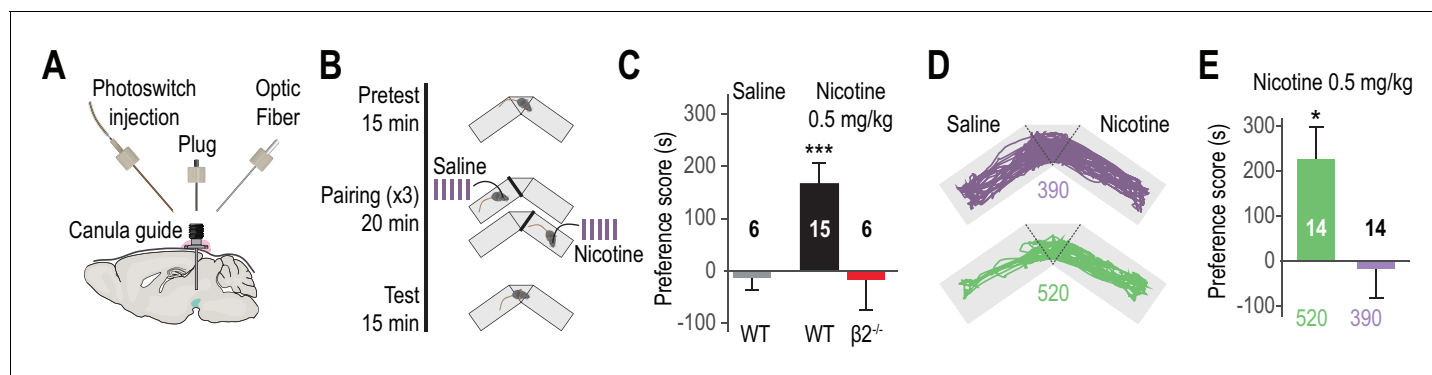 A
Photoswitch
injection
Optic
Fiber
Plug
Canula guide
B
Pretest
15 min
Saline
Pairing (x3)
20 min
Nicotine
Test
15 min
C
Saline
Nicotine
0.5 mg/kg
***
Preference score (s)
300
200
100
0
-100
6
15
6
WT
WT
β2-/-
D
Saline
Nicotine
390
520
E
Nicotine 0.5 mg/kg
*
Preference score (s)
300
200
100
0
-100
14
14
520
390